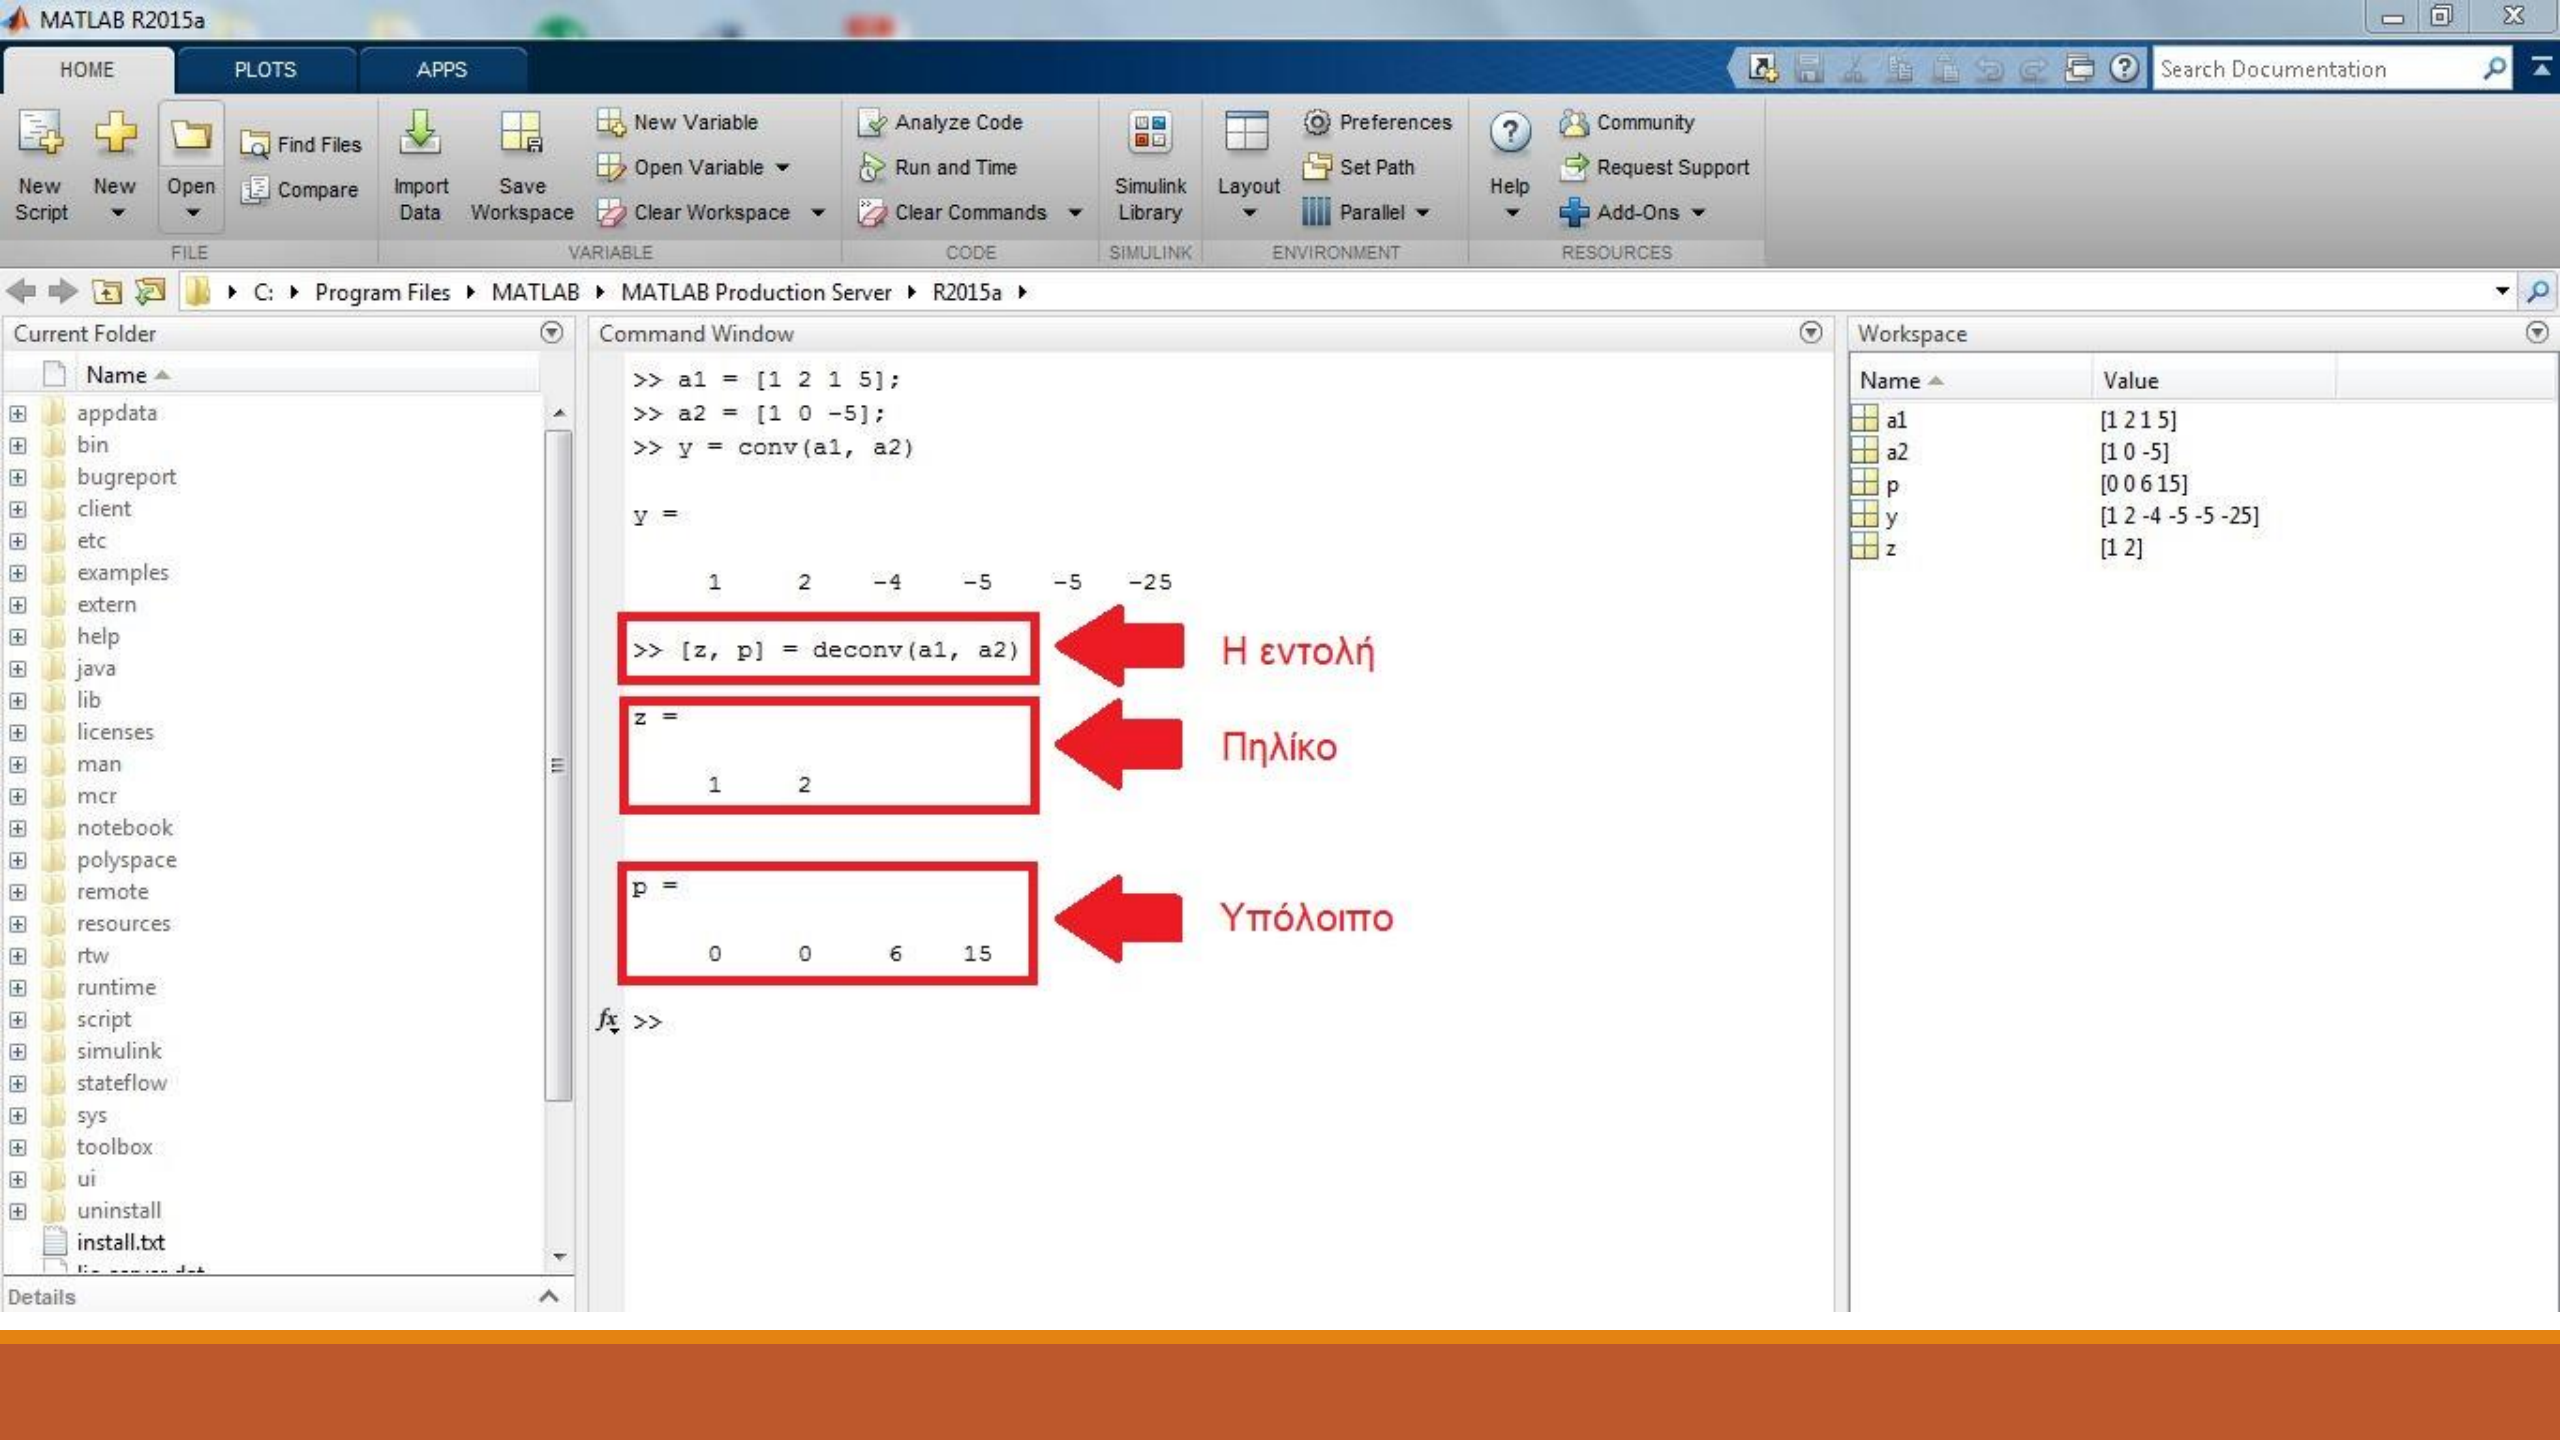 MATLAB R2015a
HOME
PLOTS
APPS
Search Documentation
New Script
New
Open
Find Files
Compare
FILE
Import Data
Save Workspace
New Variable
Open Variable
Clear Workspace
VARIABLE
Analyze Code
Run and Time
Clear Commands
CODE
Simulink Library
SIMULINK
Layout
Preferences
Set Path
Parallel
ENVIRONMENT
Help
Community
Request Support
Add-Ons
RESOURCES
C: Program Files MATLAB MATLAB Production Server R2015a
Current Folder
Name
appdata
bin
bugreport
client
etc
examples
extern
help
java
lib
licenses
man
mcr
notebook
polyspace
remote
resources
rtw
runtime
script
simulink
stateflow
sys
toolbox
ui
uninstall
install.txt
Details
Command Window
>> a1 = [1 2 1 5];
>> a2 = [1 0 -5];
>> y = conv(a1, a2)
y =
1 2 -4 -5 -5 -25
>> [z, p] = deconv(a1, a2)
Η εντολή
z =
1 2
Πηλίκο
p =
0 0 6 15
Υπόλοιπο
fx >>
Workspace
Name Value
a1 [1 2 1 5]
a2 [1 0 -5]
p [0 0 6 15]
y [1 2 -4 -5 -5 -25]
z [1 2]